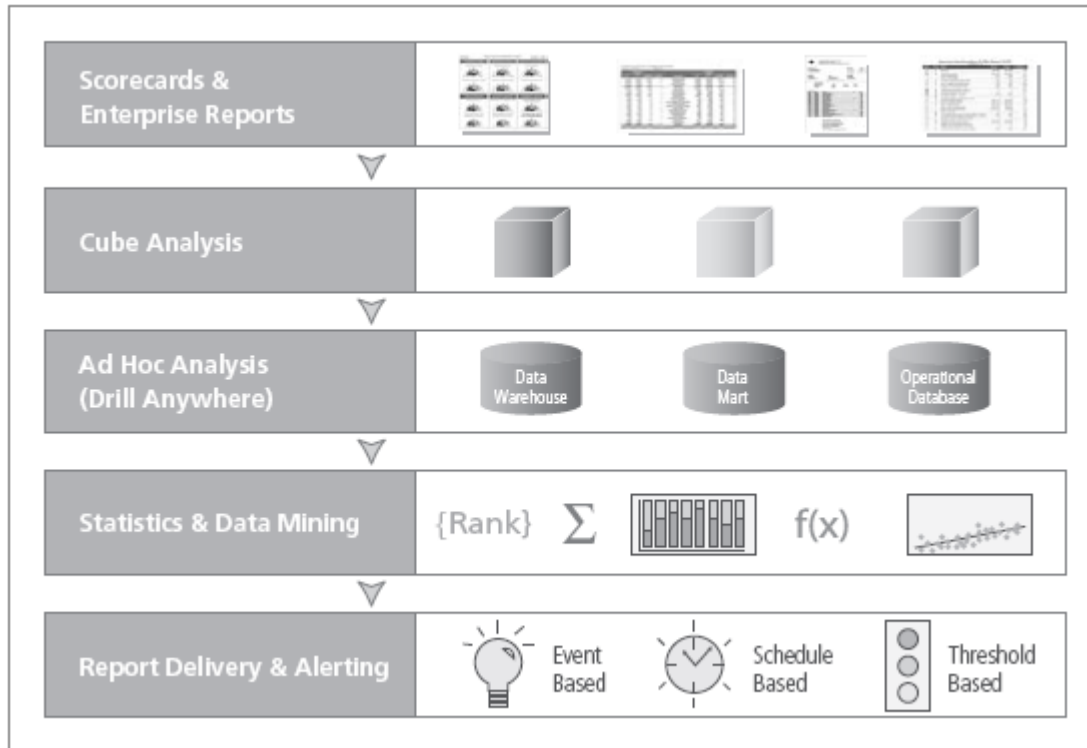 Scorecards &
Enterprise Reports
Cube Analysis
Ad Hoc Analysis
(Drill Anywhere)
Data
Warehouse
Data
Mart
Operational
Database
Statistics & Data Mining
{Rank}
Σ
f(x)
Report Delivery & Alerting
Event
Based
Schedule
Based
Threshold
Based